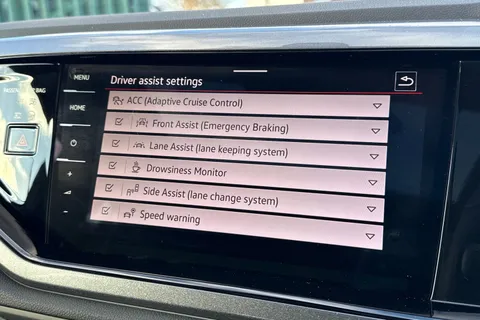 MENU
Driver assist settings
ACC (Adaptive Cruise Control)
HOME
Front Assist (Emergency Braking)
Lane Assist (lane keeping system)
Drowsiness Monitor
Side Assist (lane change system)
Speed warning
+
-